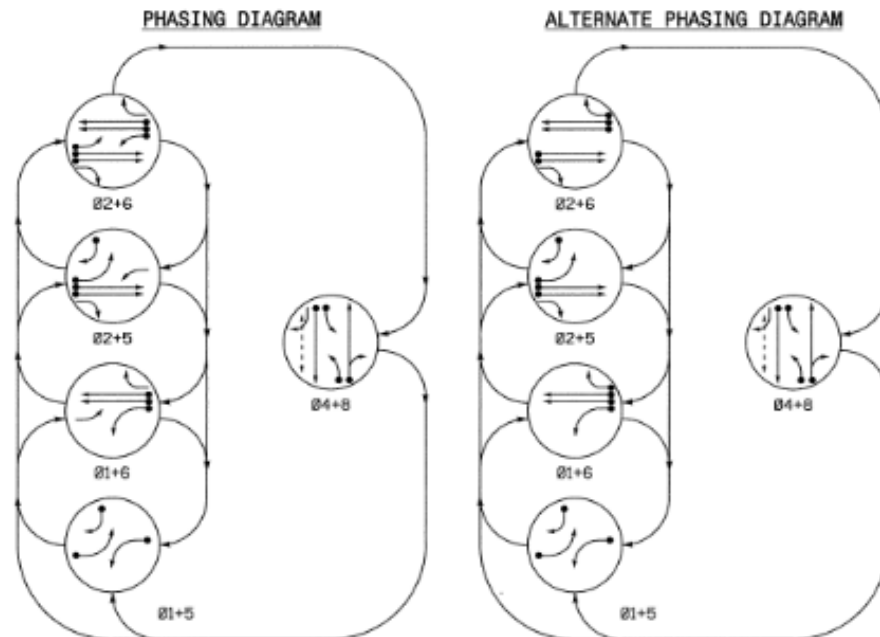 PHASING DIAGRAM
ALTERNATE PHASING DIAGRAM
Ø2+6
Ø2+5
Ø1+6
Ø1+5
Ø4+8
Ø2+6
Ø2+5
Ø1+6
Ø1+5
Ø4+8